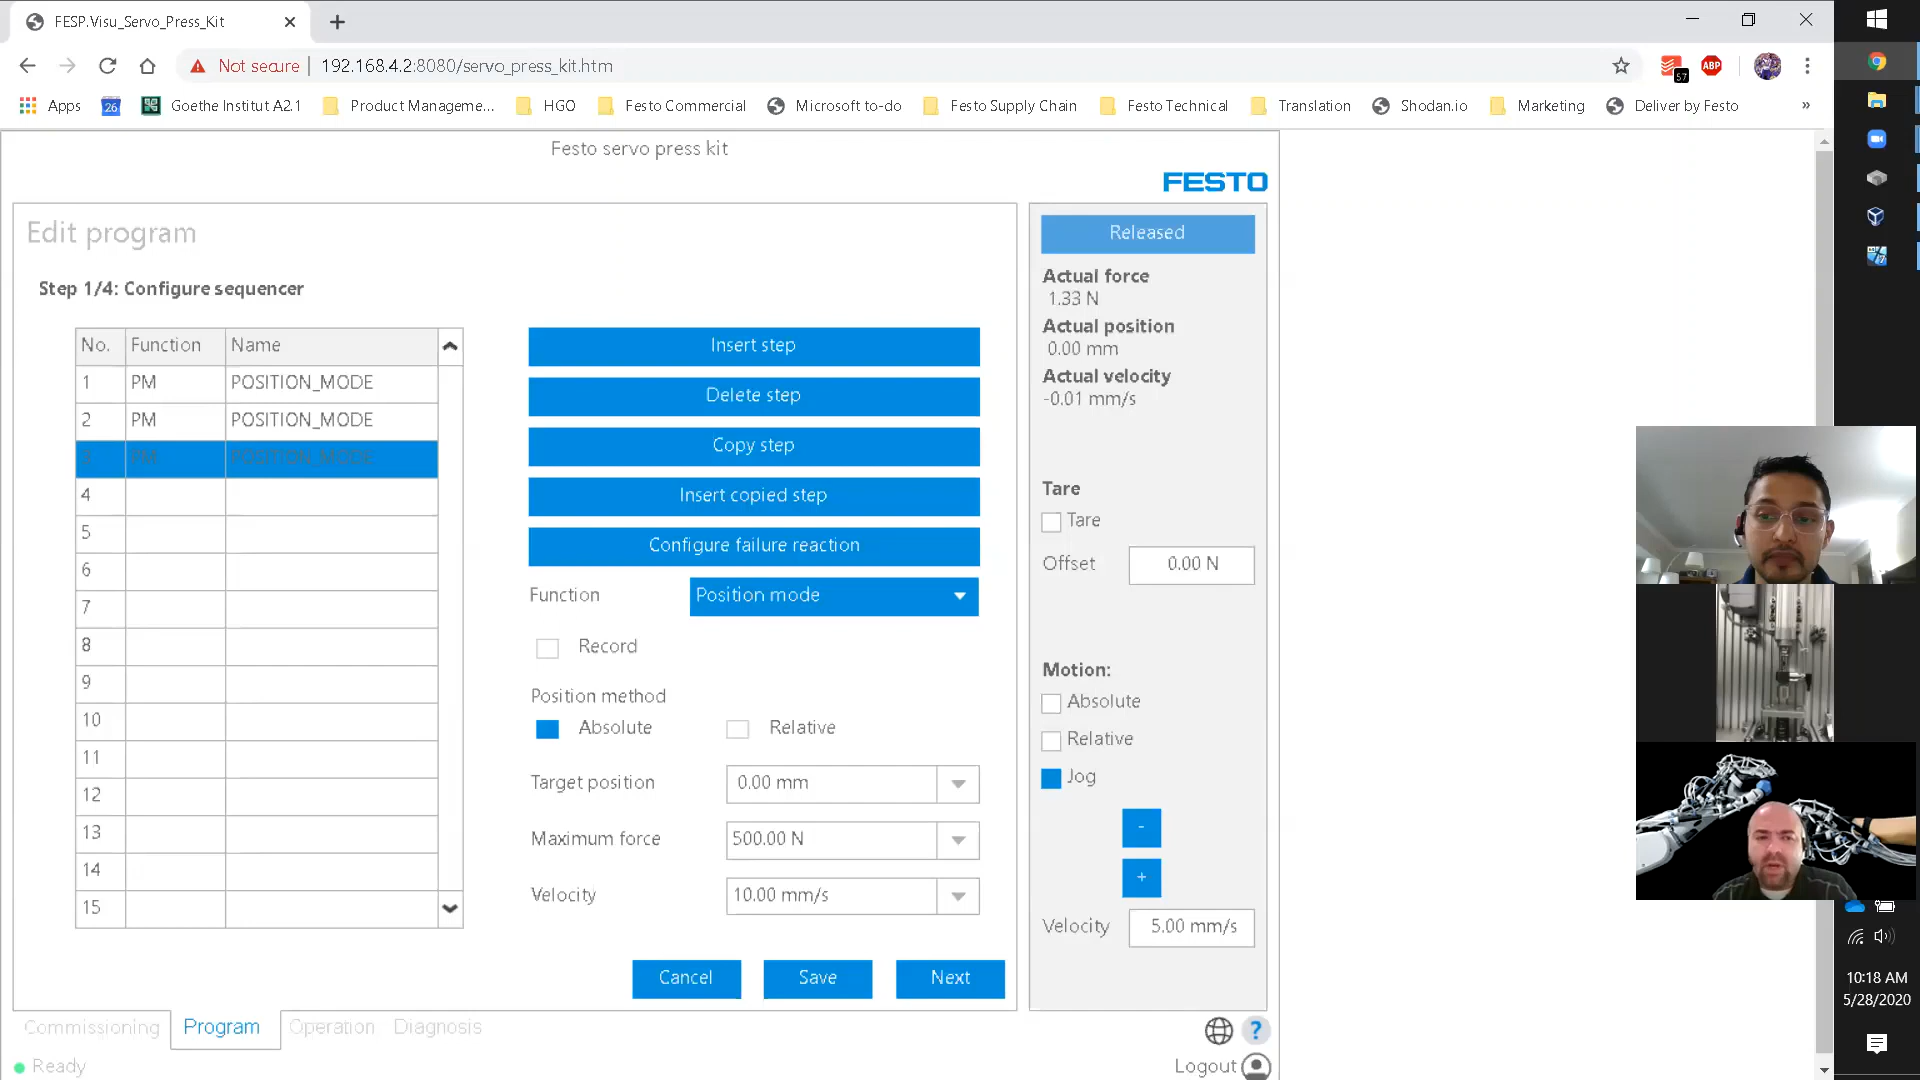 FESP.Visu_Servo_Press_Kit
Not secure 192.168.4.2:8080/servo_press_kit.htm
57 ABP
Apps 26 Goethe Institut A2.1 Product Manageme... HGO Festo Commercial Microsoft to-do Festo Supply Chain Festo Technical Translation Shodan.io Marketing Deliver by Festo »
Festo servo press kit
FESTO
Edit program
Step 1/4: Configure sequencer
No. Function Name
1 PM POSITION_MODE
2 PM POSITION_MODE
3 PM POSITION_MODE
4
5
6
7
8
9
10
11
12
13
14
15
Insert step
Delete step
Copy step
Insert copied step
Configure failure reaction
Function Position mode
Record
Position method
Absolute Relative
Target position 0.00 mm
Maximum force 500.00 N
Velocity 10.00 mm/s
Cancel Save Next
Released
Actual force
1.33 N
Actual position
0.00 mm
Actual velocity
-0.01 mm/s
Tare
Tare
Offset 0.00 N
Motion:
Absolute
Relative
Jog
-
+
Velocity 5.00 mm/s
Commissioning Program Operation Diagnosis
?
Ready
Logout
10:18 AM
5/28/2020